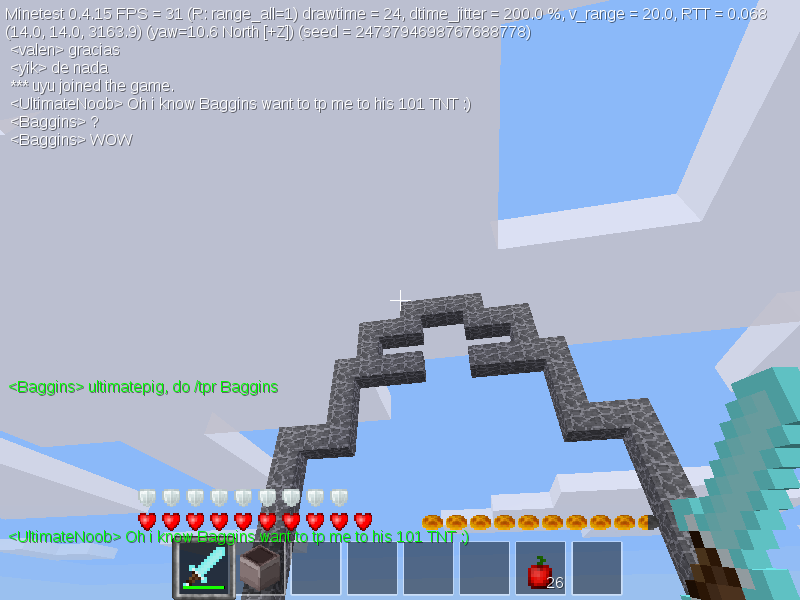 Minetest 0.4.15 FPS = 31 (R: range_all=1) drawtime = 24, dtime_jitter = 200.0 %, v_range = 20.0, RTT = 0.068
(14.0, 14.0, 3163.9) (yaw=10.6 North [+Z]) (seed = 2473794698767688778)
<valen> gracias
<yik> de nada
*** uyu joined the game.
<UltimateNoob> Oh i know Baggins want to tp me to his 101 TNT ;)
<Baggins> ?
<Baggins> WOW
<Baggins> ultimatepig, do /tpr Baggins
<UltimateNoob> Oh i know Baggins want to tp me to his 101 TNT ;)
26